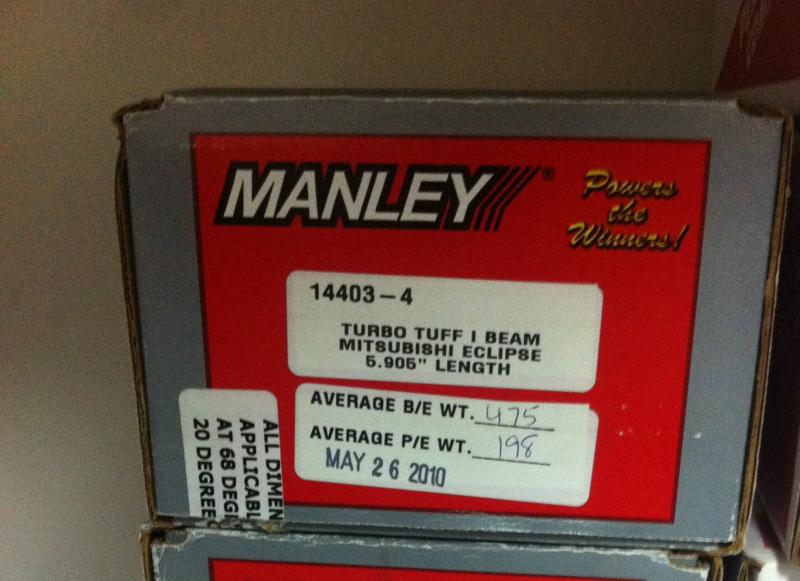 MANLEY®
Powers
the
Winners!
14403-4
TURBO TUFF I BEAM
MITSUBISHI ECLIPSE
5.905" LENGTH
AVERAGE B/E WT. 475
AVERAGE P/E WT. 198
MAY 26 2010
ALL DIMEN
APPLICABL
AT 68 DEG
20 DEGREE